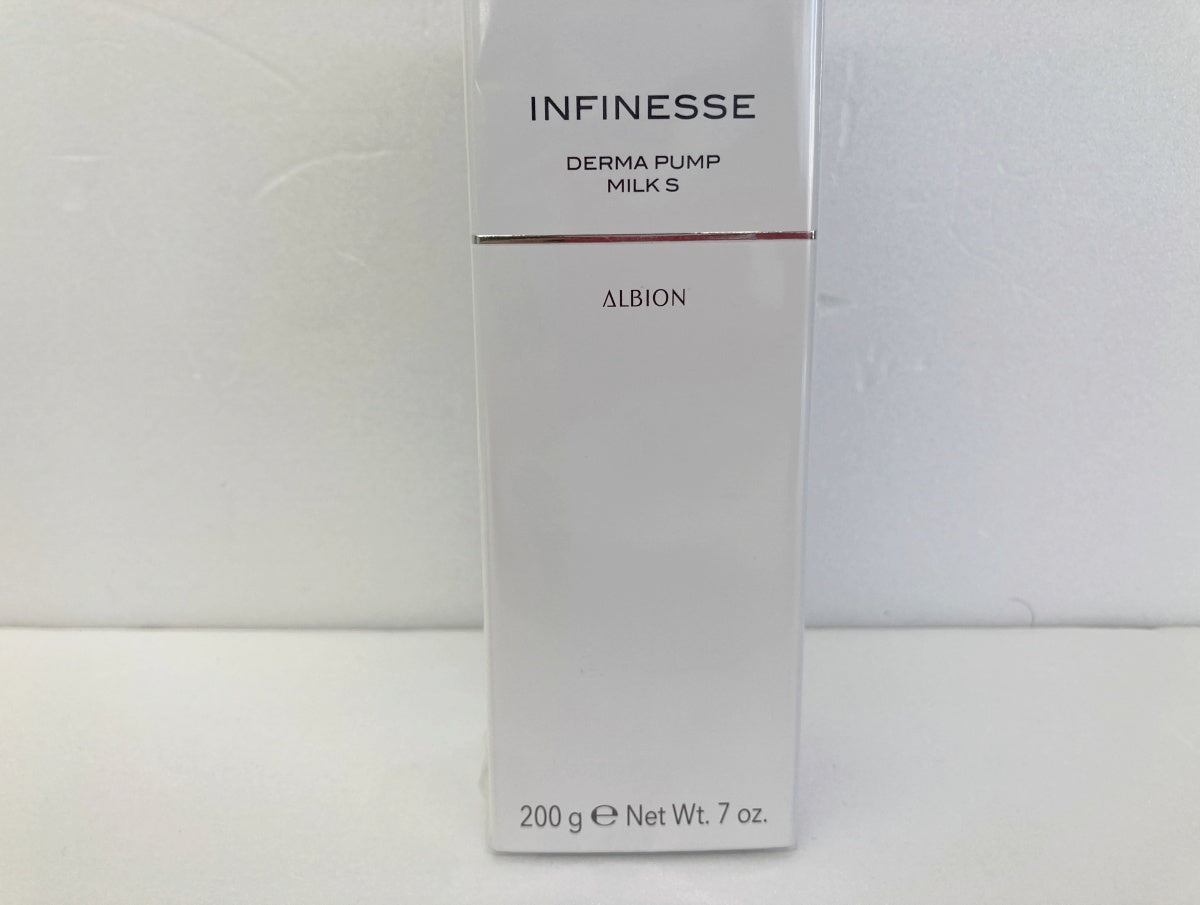 INFINESSE
DERMA PUMP
MILK S
ALBION
200 g ℮ Net Wt. 7 oz.